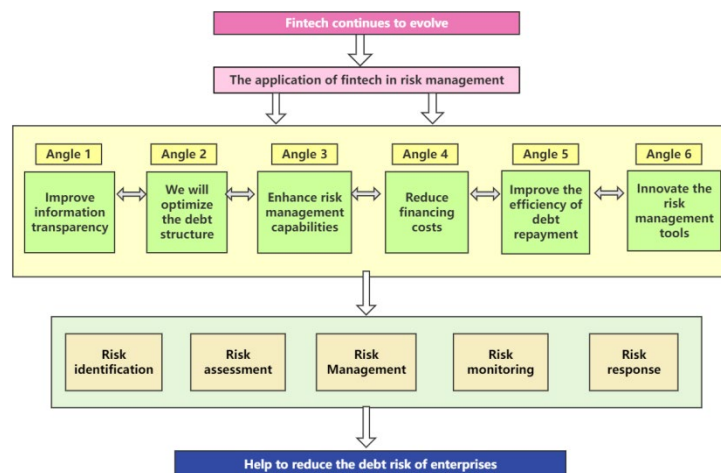 Fintech continues to evolve
The application of fintech in risk management
Angle 1
Angle 2
Angle 3
Angle 4
Angle 5
Angle 6
Improve
information
transparency
We will
optimize
the debt
structure
Enhance risk
management
capabilities
Reduce
financing
costs
Improve the
efficiency of
debt
repayment
Innovate the
risk
management
tools
Risk
identification
Risk
assessment
Risk
Management
Risk
monitoring
Risk
response
Help to reduce the debt risk of enterprises